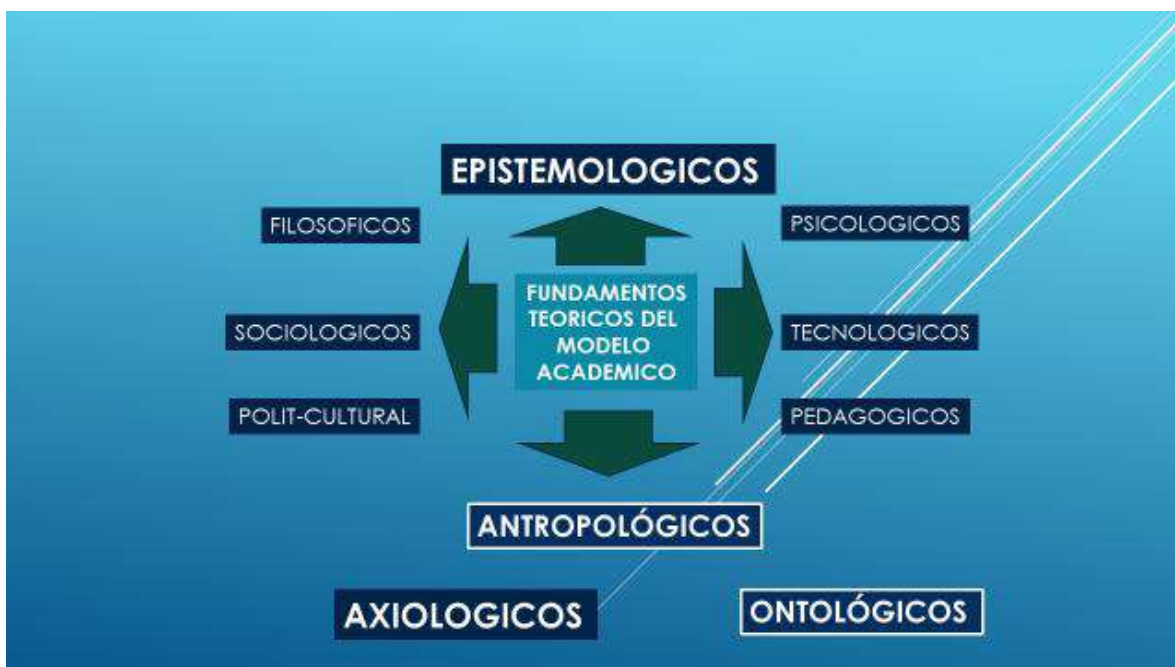 EPISTEMOLOGICOS
FILOSOFICOS
PSICOLOGICOS
FUNDAMENTOS
TEORICOS DEL
MODELO
ACADEMICO
SOCIOLOGICOS
TECNOLOGICOS
POLIT-CULTURAL
PEDAGOGICOS
ANTROPOLÓGICOS
AXIOLOGICOS
ONTOLÓGICOS